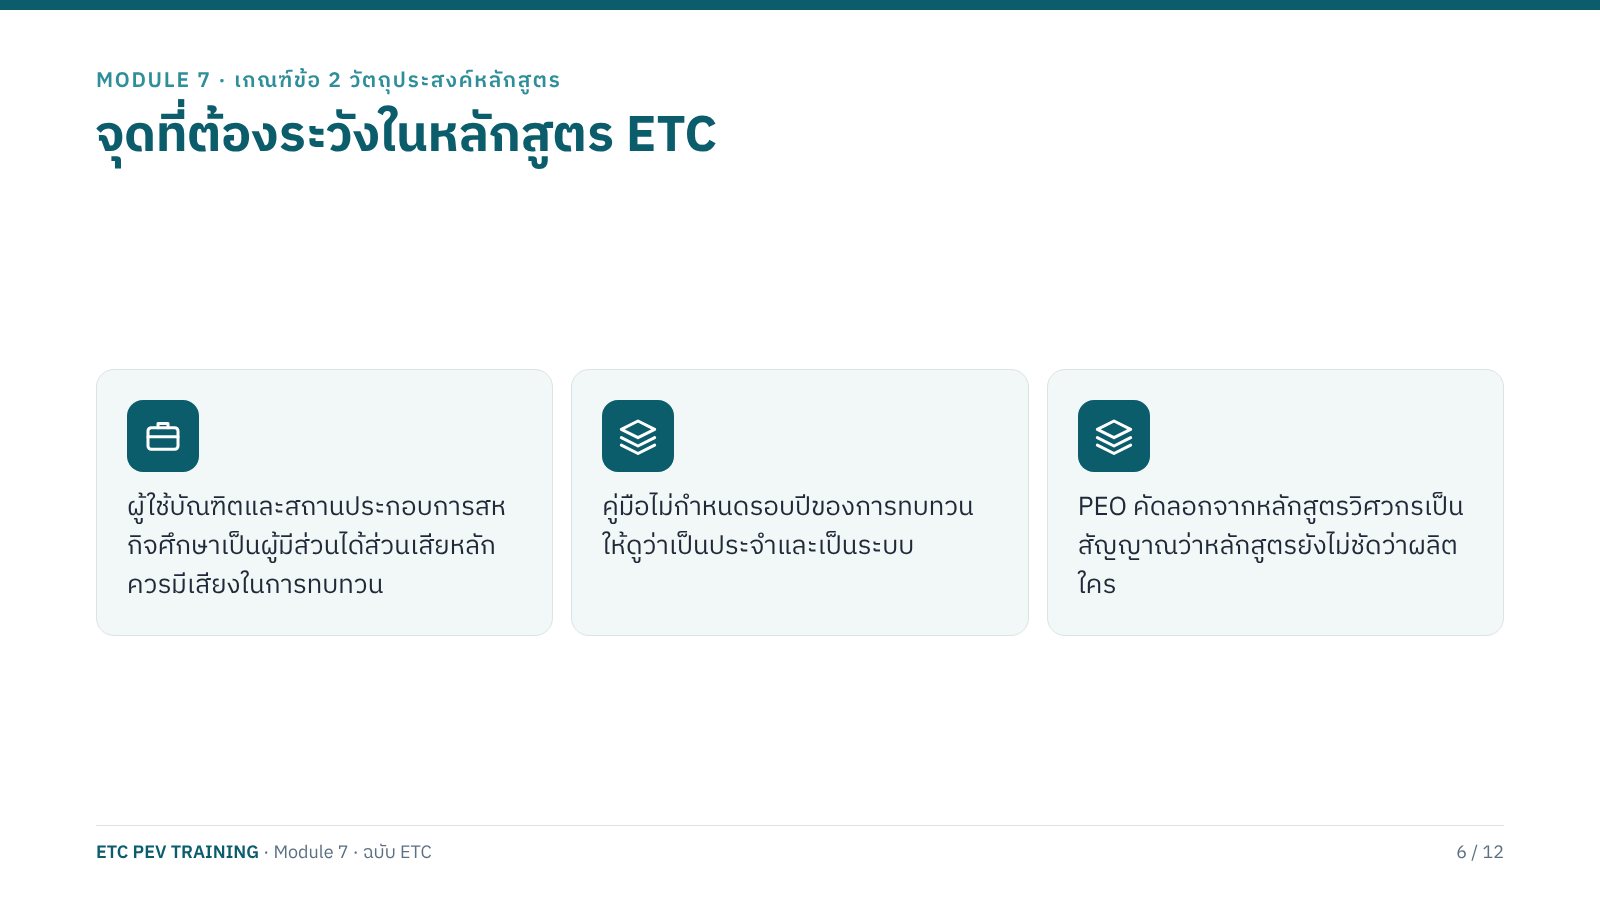 MODULE 7 · เกณฑ์ข้อ 2 วัตถุประสงค์หลักสูตร
จุดที่ต้องระวังในหลักสูตร ETC
ผู้ใช้บัณฑิตและสถานประกอบการสห
กิจศึกษาเป็นผู้มีส่วนได้ส่วนเสียหลัก
ควรมีเสียงในการทบทวน
คู่มือไม่กำหนดรอบปีของการทบทวน
ให้ดูว่าเป็นประจำและเป็นระบบ
PEO คัดลอกจากหลักสูตรวิศวกรเป็น
สัญญาณว่าหลักสูตรยังไม่ชัดว่าผลิต
ใคร
ETC PEV TRAINING · Module 7 · ฉบับ ETC
6 / 12